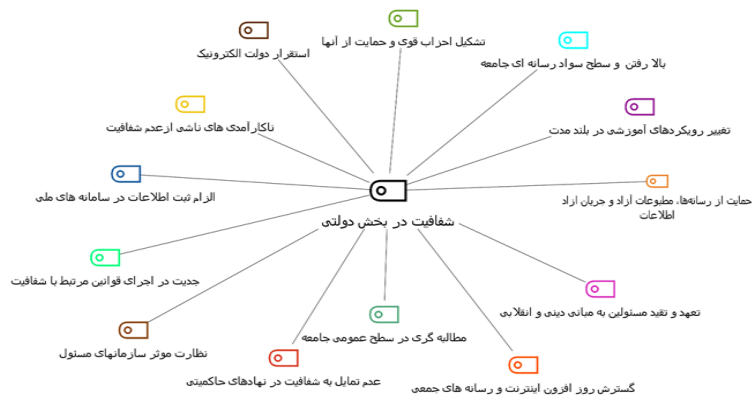 تشکیل احزاب قوی و حمایت از آنها
استقرار دولت الکترونیک
بالا رفتن و سطح سواد رسانه ای جامعه
ناکارآمدی های ناشی ازعدم شفافیت
تغییر رویکردهای آموزشی در بلند مدت
الزام ثبت اطلاعات در سامانه های ملی
حمایت از رسانه‌ها، مطبوعات آزاد و جریان ازاد
اطلاعات
شفافیت در بخش دولتی
جدیت در اجرای قوانین مرتبط با شفافیت
تعهد و تقید مسئولین به مبانی دینی و انقلابی
مطالبه گری در سطح عمومی جامعه
نظارت موثر سازمانهای مسئول
عدم تمایل به شفافیت در نهادهای حاکمیتی
گسترش روز افزون اینترنت و رسانه های جمعی